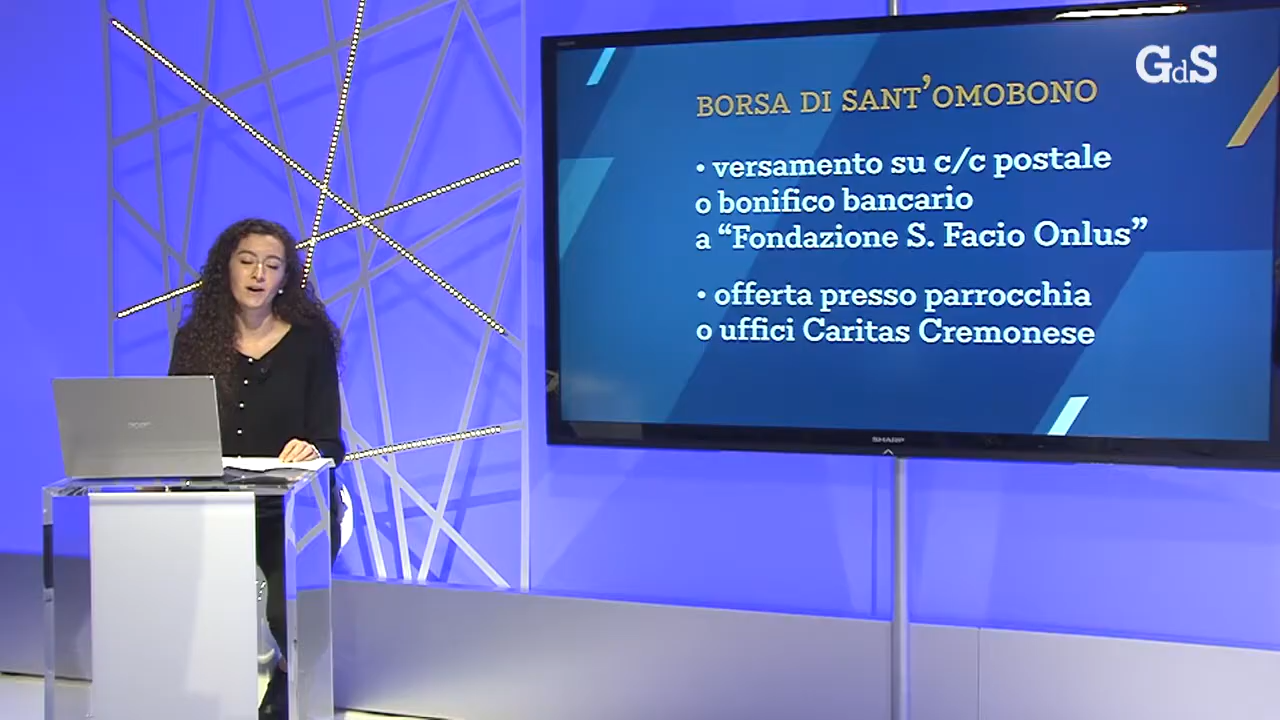 GdS
BORSA DI SANT'OMOBONO
• versamento su c/c postale
o bonifico bancario
a “Fondazione S. Facio Onlus”
• offerta presso parrocchia
o uffici Caritas Cremonese
SHARP